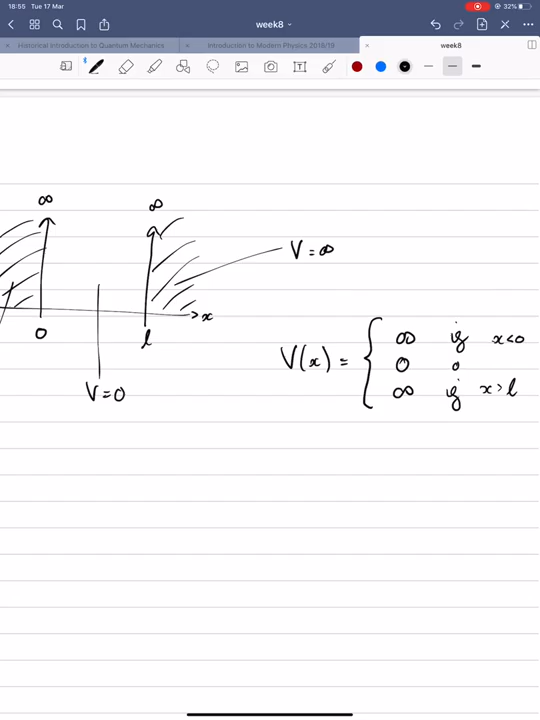 18:55 Tue 17 Mar
32%
week8
Historical Introduction to Quantum Mechanics
Introduction to Modern Physics 2018/19
week8
∞
∞
V = ∞
0
l
x
V = 0
V(x) = { ∞ if x<0
0 0
∞ if x>l